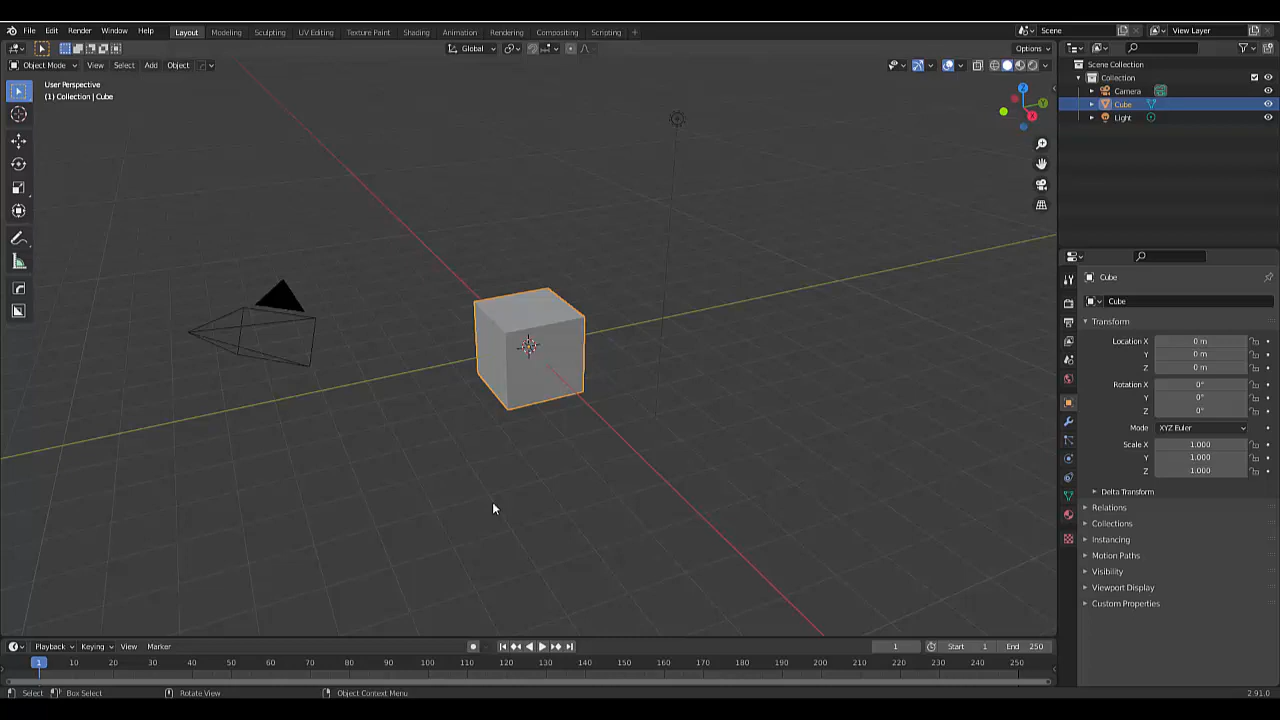 File Edit Render Window Help Layout Modeling Sculpting UV Editing Texture Paint Shading Animation Rendering Compositing Scripting + Scene View Layer
Global Options
Object Mode View Select Add Object
User Perspective
(1) Collection | Cube
Scene Collection
Collection
Camera
Cube
Light
Z
Y
X
Cube
Cube
Transform
Location X 0 m
Y 0 m
Z 0 m
Rotation X 0°
Y 0°
Z 0°
Mode XYZ Euler
Scale X 1.000
Y 1.000
Z 1.000
Delta Transform
Relations
Collections
Instancing
Motion Paths
Visibility
Viewport Display
Custom Properties
Playback Keying View Marker 1 Start 1 End 250
1 10 20 30 40 50 60 70 80 90 100 110 120 130 140 150 160 170 180 190 200 210 220 230 240 250
Select Box Select Rotate View Object Context Menu 2.91.0